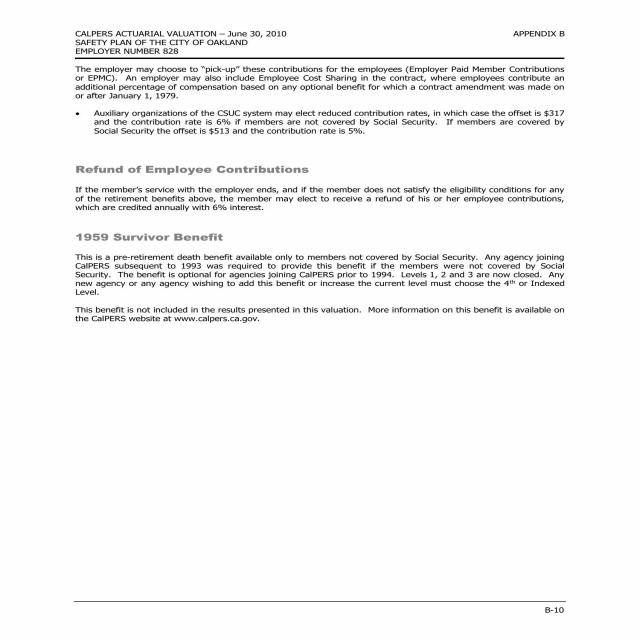 CALPERS ACTUARIAL VALUATION – June 30, 2010 APPENDIX B
SAFETY PLAN OF THE CITY OF OAKLAND
EMPLOYER NUMBER 828
The employer may choose to “pick-up” these contributions for the employees (Employer Paid Member Contributions
or EPMC). An employer may also include Employee Cost Sharing in the contract, where employees contribute an
additional percentage of compensation based on any optional benefit for which a contract amendment was made on
or after January 1, 1979.
• Auxiliary organizations of the CSUC system may elect reduced contribution rates, in which case the offset is $317
and the contribution rate is 6% if members are not covered by Social Security. If members are covered by
Social Security the offset is $513 and the contribution rate is 5%.
Refund of Employee Contributions
If the member’s service with the employer ends, and if the member does not satisfy the eligibility conditions for any
of the retirement benefits above, the member may elect to receive a refund of his or her employee contributions,
which are credited annually with 6% interest.
1959 Survivor Benefit
This is a pre-retirement death benefit available only to members not covered by Social Security. Any agency joining
CalPERS subsequent to 1993 was required to provide this benefit if the members were not covered by Social
Security. The benefit is optional for agencies joining CalPERS prior to 1994. Levels 1, 2 and 3 are now closed. Any
new agency or any agency wishing to add this benefit or increase the current level must choose the 4th or Indexed
Level.
This benefit is not included in the results presented in this valuation. More information on this benefit is available on
the CalPERS website at www.calpers.ca.gov.
B-10